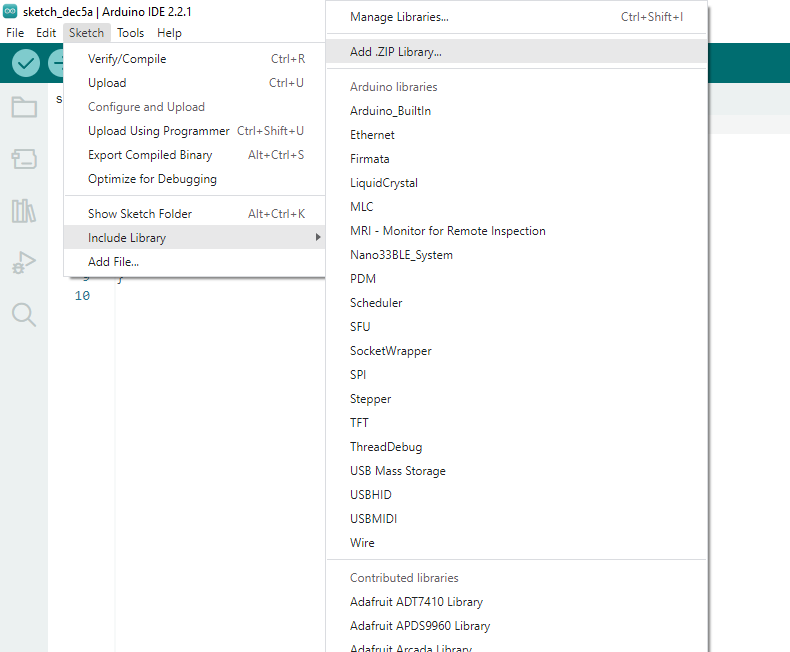 sketch_dec5a | Arduino IDE 2.2.1
File Edit Sketch Tools Help
Verify/Compile Ctrl+R
Upload Ctrl+U
Configure and Upload
Upload Using Programmer Ctrl+Shift+U
Export Compiled Binary Alt+Ctrl+S
Optimize for Debugging
Show Sketch Folder Alt+Ctrl+K
Include Library
Add File...
s
9 }
10
Manage Libraries... Ctrl+Shift+I
Add .ZIP Library...
Arduino libraries
Arduino_BuiltIn
Ethernet
Firmata
LiquidCrystal
MLC
MRI - Monitor for Remote Inspection
Nano33BLE_System
PDM
Scheduler
SFU
SocketWrapper
SPI
Stepper
TFT
ThreadDebug
USB Mass Storage
USBHID
USBMIDI
Wire
Contributed libraries
Adafruit ADT7410 Library
Adafruit APDS9960 Library
Adafruit Arcada Library